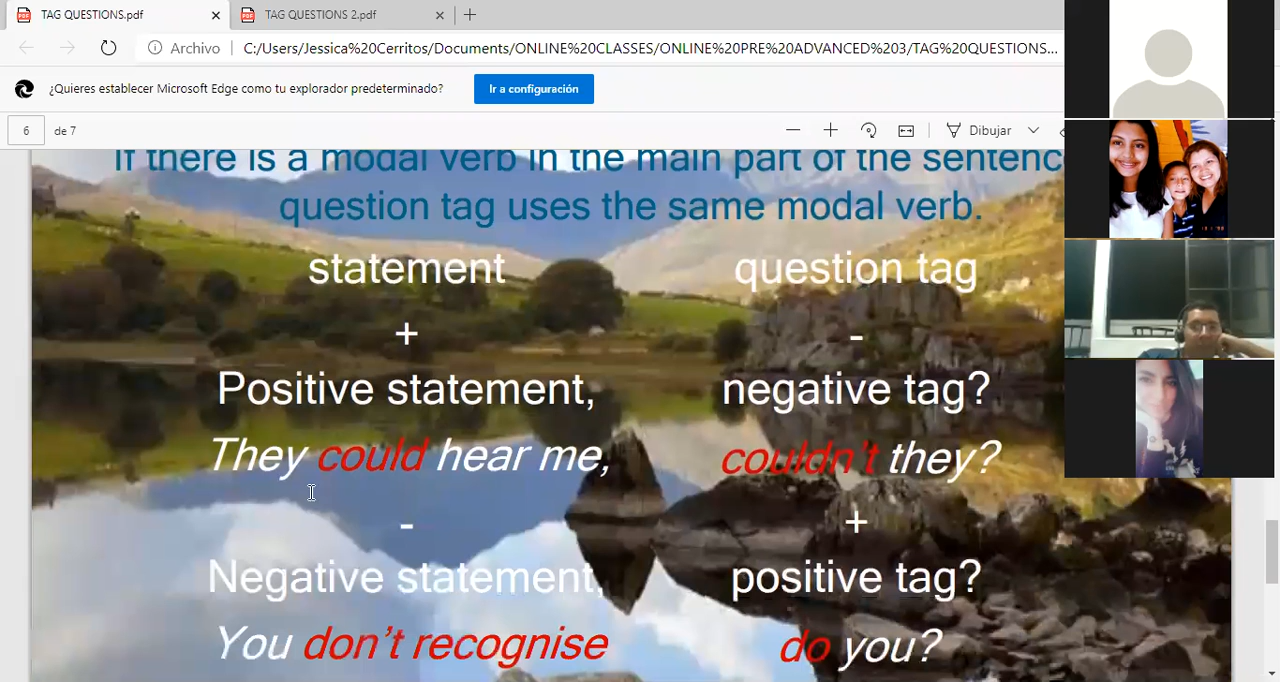 TAG QUESTIONS.pdf
TAG QUESTIONS 2.pdf
Archivo
C:/Users/Jessica%20Cerritos/Documents/ONLINE%20CLASSES/ONLINE%20PRE%20ADVANCED%203/TAG%20QUESTIONS...
¿Quieres establecer Microsoft Edge como tu explorador predeterminado?
Ir a configuración
6 de 7
Dibujar
If there is a modal verb in the main part of the sentenc
question tag uses the same modal verb.
statement question tag
+ -
Positive statement, negative tag?
They could hear me, couldn't they?
- +
Negative statement, positive tag?
You don't recognise do you?